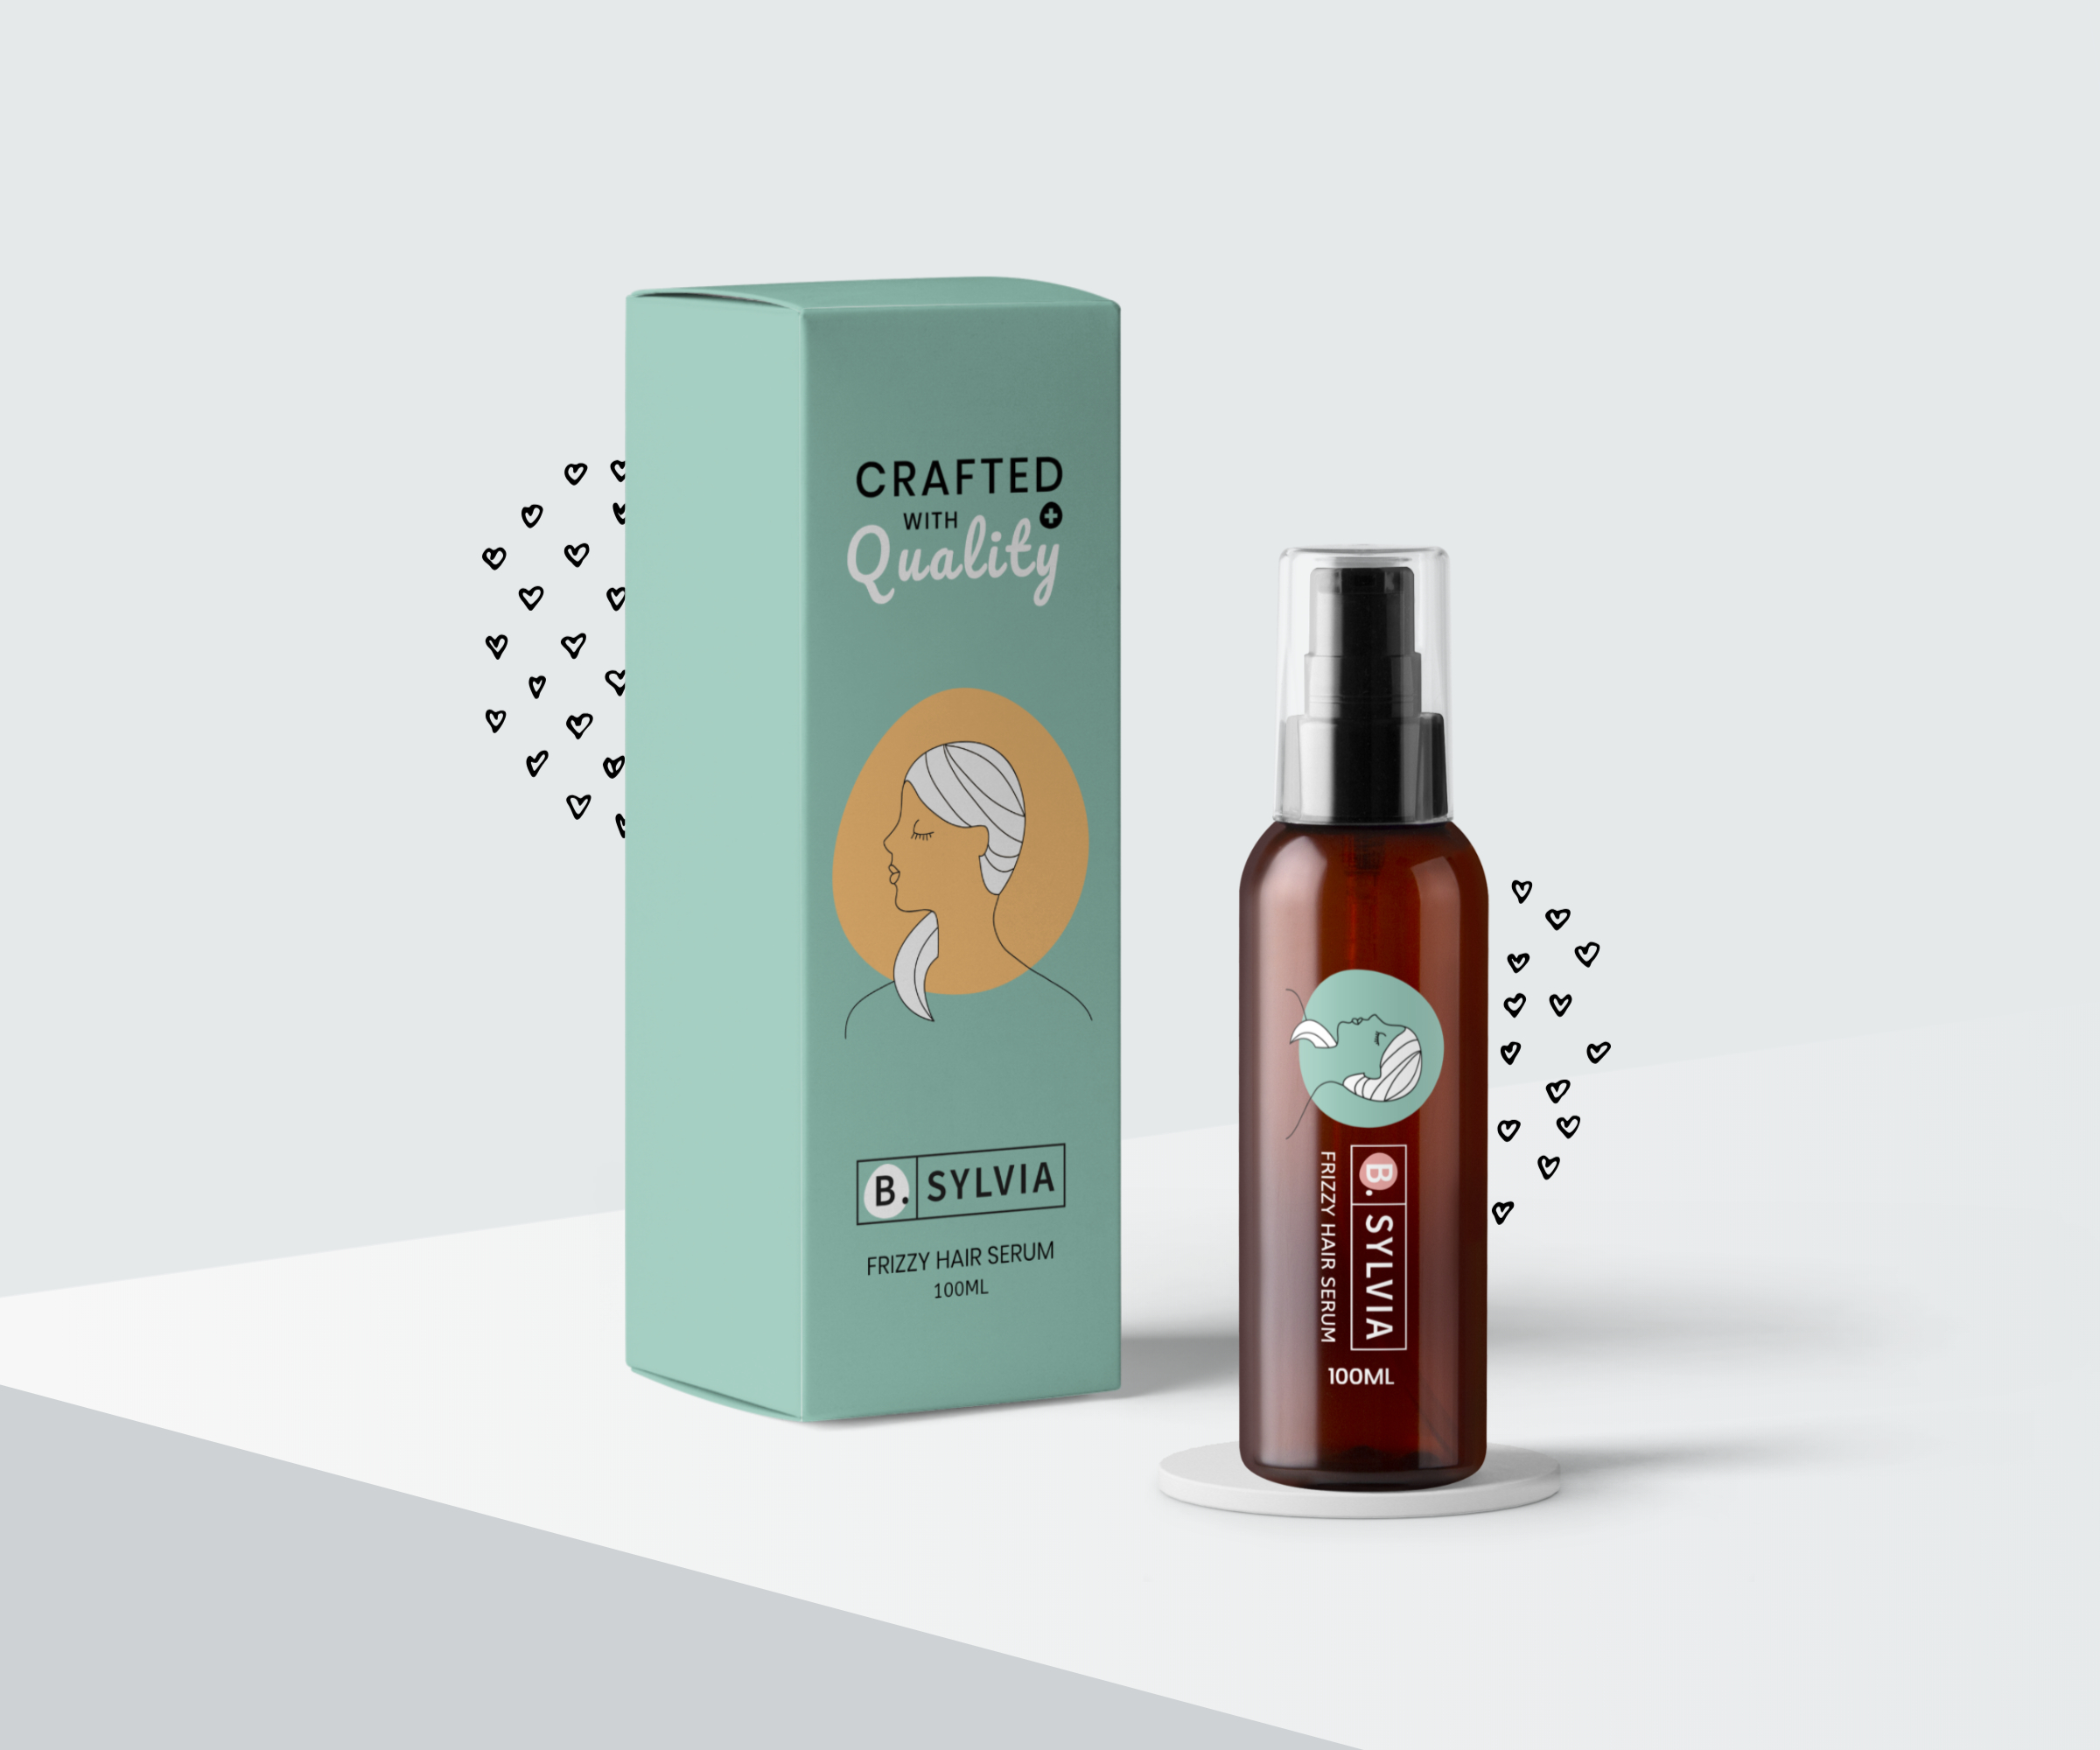 CRAFTED
WITH
Quality
B. SYLVIA
FRIZZY HAIR SERUM
100ML
B. SYLVIA
FRIZZY HAIR SERUM
100ML